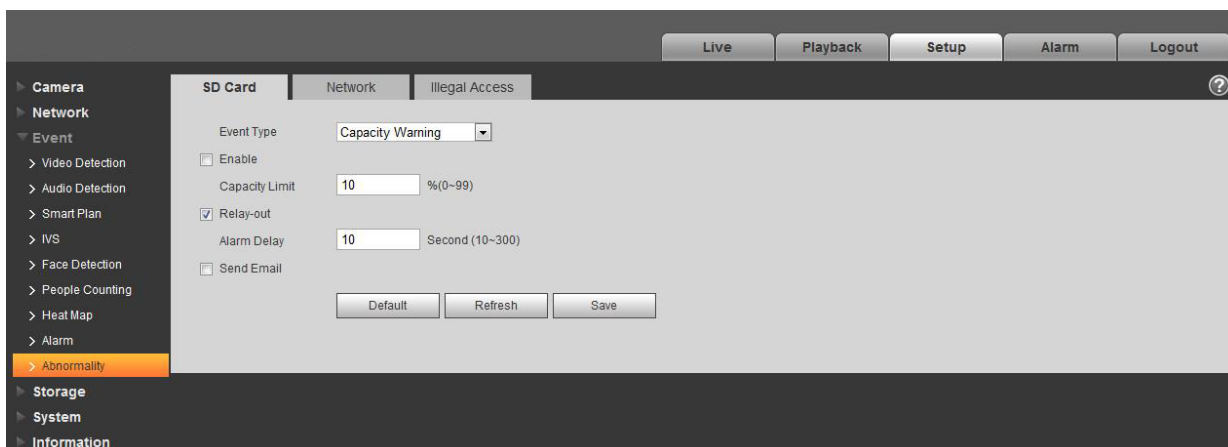 Live Playback Setup Alarm Logout
Camera
Network
Event
Video Detection
Audio Detection
Smart Plan
IVS
Face Detection
People Counting
Heat Map
Alarm
Abnormality
Storage
System
Information
SD Card Network Illegal Access
?
Event Type Capacity Warning
Enable
Capacity Limit 10 %(0~99)
Relay-out
Alarm Delay 10 Second (10~300)
Send Email
Default Refresh Save